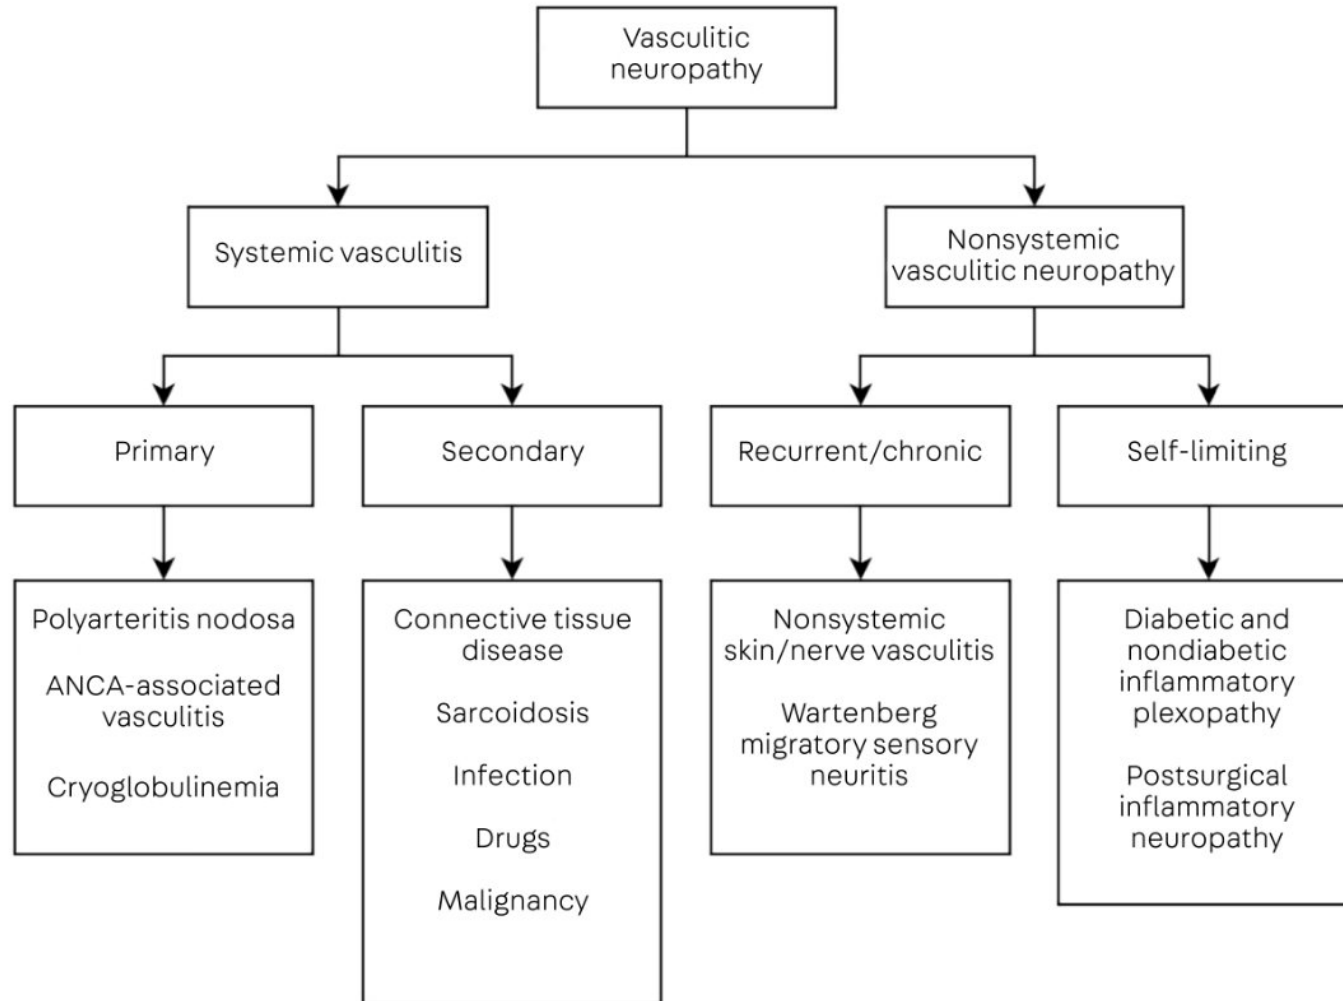 Vasculitic
neuropathy
Systemic vasculitis
Nonsystemic
vasculitic neuropathy
Primary
Secondary
Recurrent/chronic
Self-limiting
Polyarteritis nodosa
ANCA-associated
vasculitis
Cryoglobulinemia
Connective tissue
disease
Sarcoidosis
Infection
Drugs
Malignancy
Nonsystemic
skin/nerve vasculitis
Wartenberg
migratory sensory
neuritis
Diabetic and
nondiabetic
inflammatory
plexopathy
Postsurgical
inflammatory
neuropathy